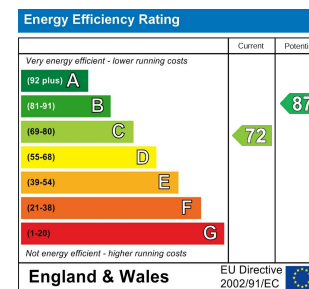 Energy Efficiency Rating
Current Potenti
Very energy efficient - lower running costs
(92 plus) A
(81-91) B
87
(69-80) C
72
(55-68) D
(39-54) E
(21-38) F
(1-20) G
Not energy efficient - higher running costs
England & Wales
EU Directive
2002/91/EC